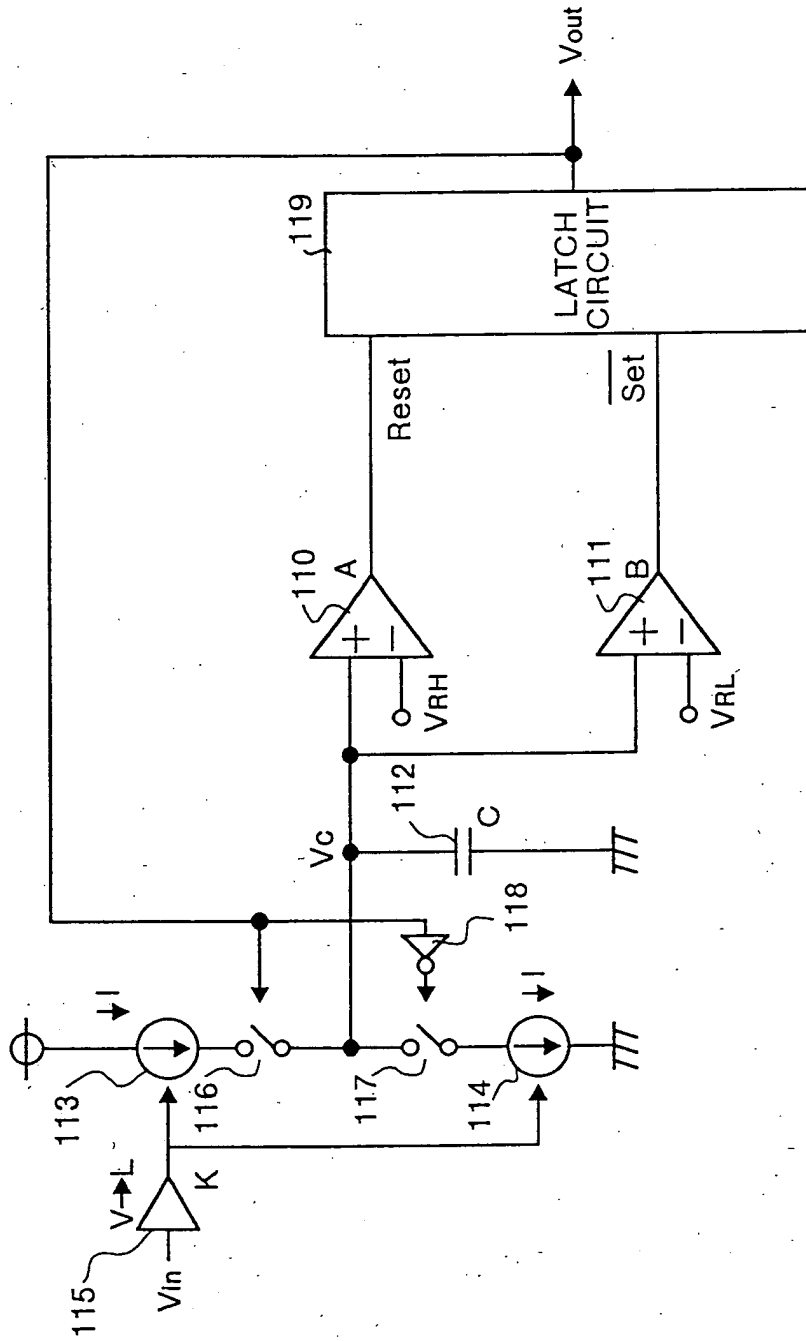 Vout
119
LATCH
CIRCUIT
Reset
Set
110
A
+
−
VRH
111
B
+
−
VRL
Vc
112
C
118
I
113
116
117
I
114
V→L
K
115
Vin